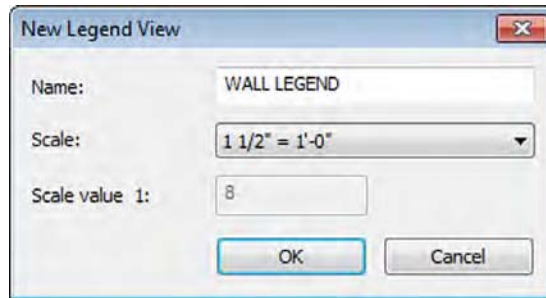 New Legend View
Name: WALL LEGEND
Scale: 1 1/2" = 1'-0"
Scale value 1: 8
OK Cancel